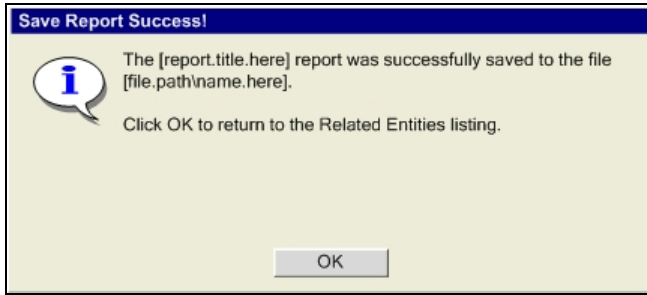 Save Report Success!
The [report.title.here] report was successfully saved to the file
[file.path\name.here].
Click OK to return to the Related Entities listing.
OK